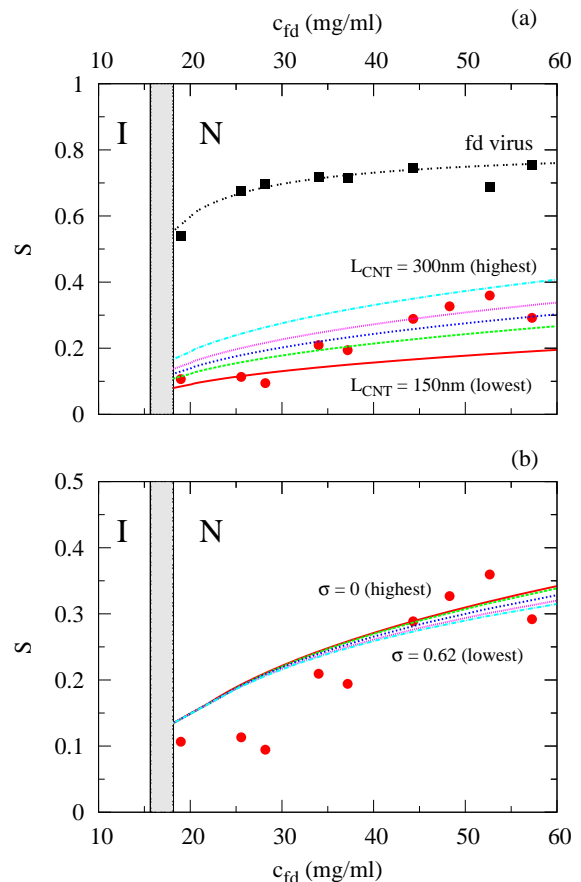 c_fd (mg/ml)
(a)
10 20 30 40 50 60
1
0.8
0.6
0.4
0.2
0
S
I N
fd virus
L_CNT = 300nm (highest)
L_CNT = 150nm (lowest)
(b)
0.5
0.4
0.3
0.2
0.1
0
S
I N
σ = 0 (highest)
σ = 0.62 (lowest)
10 20 30 40 50 60
c_fd (mg/ml)